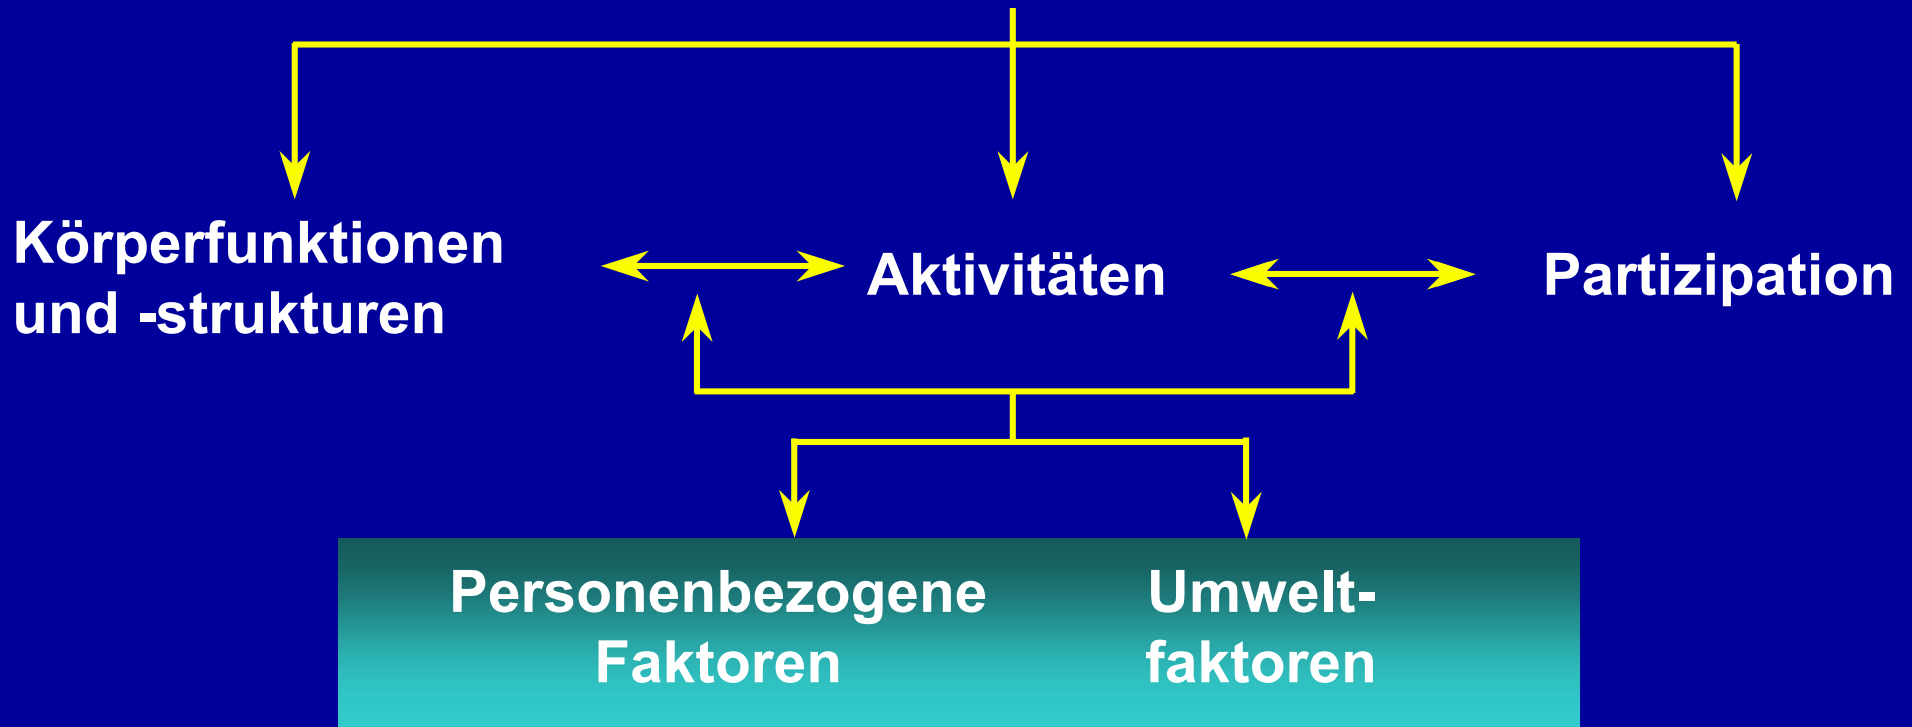 Körperfunktionen
und -strukturen
Aktivitäten
Partizipation
Personenbezogene
Faktoren
Umwelt-
faktoren